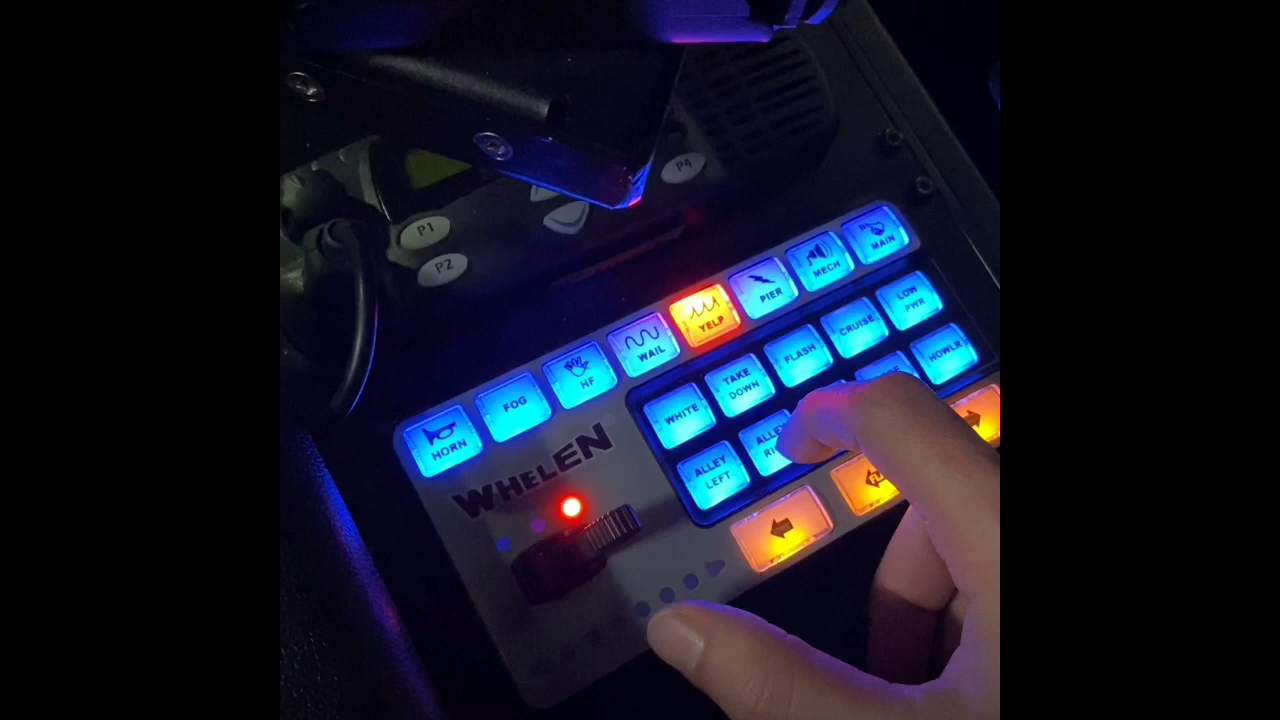 P1
P2
P4
HORN
FOG
HF
WAIL
YELP
PIER
MECH
MAIN
WHELEN
WHITE
TAKE
DOWN
FLASH
CRUISE
LOW
PWR
ALLEY
LEFT
HOWLR